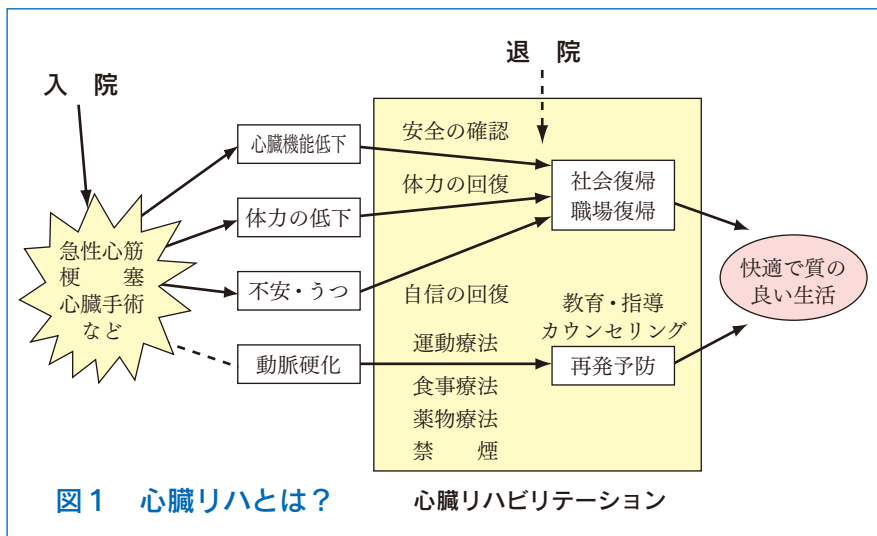 退　院
入　院
心臓機能低下
安全の確認
体力の低下
体力の回復
社会復帰
職場復帰
急性心筋
梗　　塞
心臓手術
など
不安・うつ
自信の回復
快適で質の
良い生活
教育・指導
カウンセリング
動脈硬化
運動療法
再発予防
食事療法
薬物療法
禁　　煙
図1　心臓リハとは？
心臓リハビリテーション